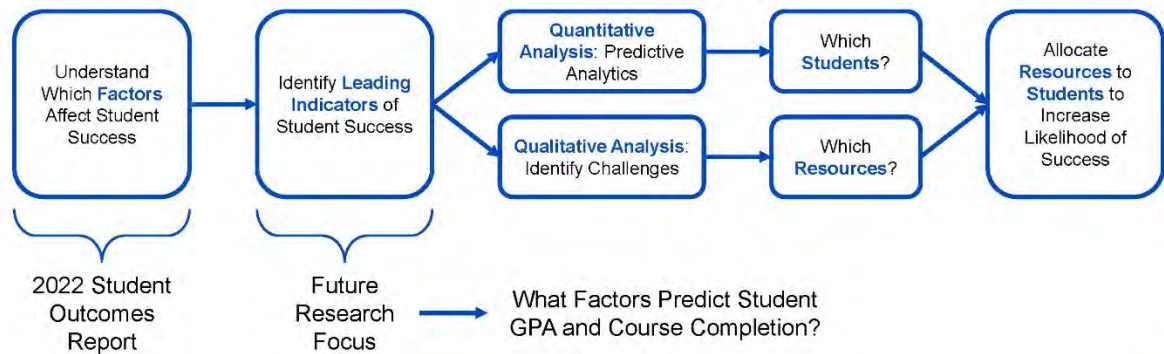 Understand
Which Factors
Affect Student
Success
Identify Leading
Indicators of
Student Success
Quantitative
Analysis: Predictive
Analytics
Which
Students?
Qualitative Analysis:
Identify Challenges
Which
Resources?
Allocate
Resources to
Students to
Increase
Likelihood of
Success
2022 Student
Outcomes
Report
Future
Research
Focus
What Factors Predict Student
GPA and Course Completion?